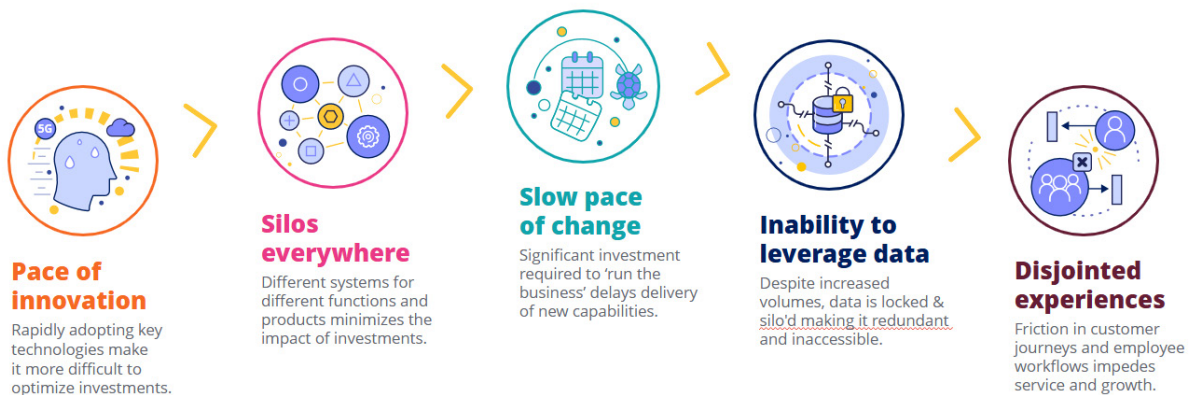 5G
Pace of
innovation
Rapidly adopting key
technologies make
it more difficult to
optimize investments.
Silos
everywhere
Different systems for
different functions and
products minimizes the
impact of investments.
Slow pace
of change
Significant investment
required to ‘run the
business’ delays delivery
of new capabilities.
Inability to
leverage data
Despite increased
volumes, data is locked &
silo'd making it redundant
and inaccessible.
Disjointed
experiences
Friction in customer
journeys and employee
workflows impedes
service and growth.